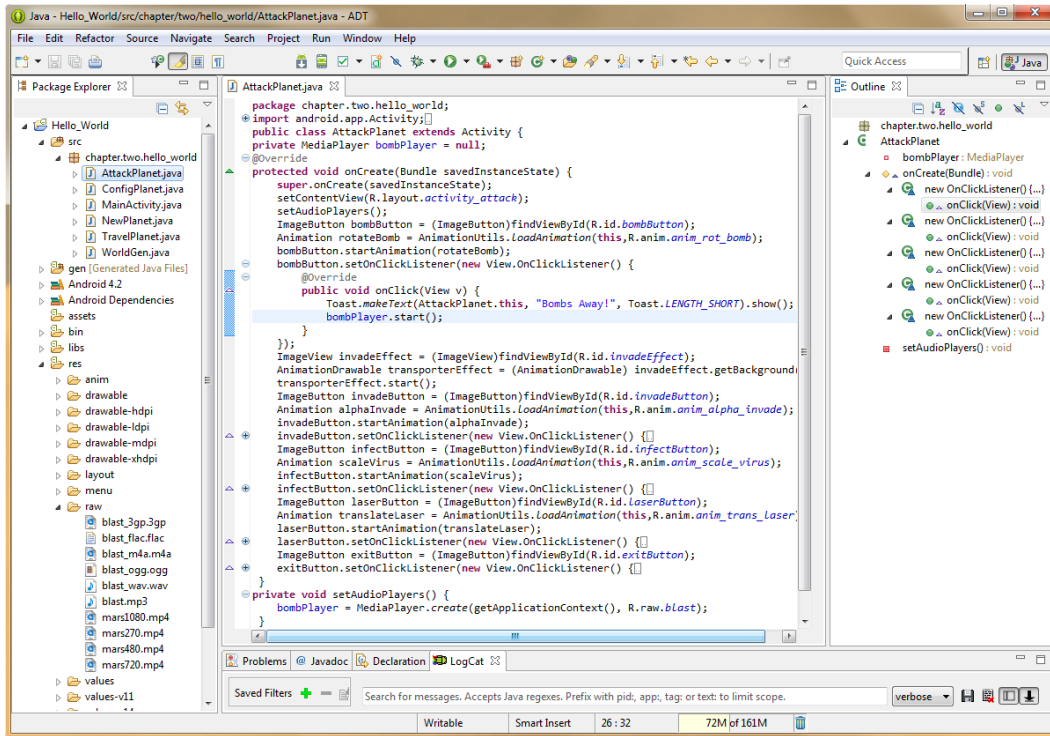 Java - Hello_World/src/chapter/two/hello_world/AttackPlanet.java - ADT
File Edit Refactor Source Navigate Search Project Run Window Help
Quick Access
Java
Package Explorer
Hello_World
src
chapter.two.hello_world
AttackPlanet.java
ConfigPlanet.java
MainActivity.java
NewPlanet.java
TravelPlanet.java
WorldGen.java
gen [Generated Java Files]
Android 4.2
Android Dependencies
assets
bin
libs
res
anim
drawable
drawable-hdpi
drawable-ldpi
drawable-mdpi
drawable-xhdpi
layout
menu
raw
blast_3gp.3gp
blast_flac.flac
blast_m4a.m4a
blast_ogg.ogg
blast_wav.wav
blast.mp3
mars1080.mp4
mars270.mp4
mars480.mp4
mars720.mp4
values
values-v11
AttackPlanet.java
package chapter.two.hello_world;
import android.app.Activity;
public class AttackPlanet extends Activity {
private MediaPlayer bombPlayer = null;
@Override
protected void onCreate(Bundle savedInstanceState) {
super.onCreate(savedInstanceState);
setContentView(R.layout.activity_attack);
setAudioPlayers();
ImageButton bombButton = (ImageButton)findViewById(R.id.bombButton);
Animation rotateBomb = AnimationUtils.loadAnimation(this,R.anim.anim_rot_bomb);
bombButton.startAnimation(rotateBomb);
bombButton.setOnClickListener(new View.OnClickListener() {
@Override
public void onClick(View v) {
Toast.makeText(AttackPlanet.this, "Bombs Away!", Toast.LENGTH_SHORT).show();
bombPlayer.start();
}
});
ImageView invadeEffect = (ImageView)findViewById(R.id.invadeEffect);
AnimationDrawable transporterEffect = (AnimationDrawable) invadeEffect.getBackground(
transporterEffect.start();
ImageButton invadeButton = (ImageButton)findViewById(R.id.invadeButton);
Animation alphaInvade = AnimationUtils.loadAnimation(this,R.anim.anim_alpha_invade);
invadeButton.startAnimation(alphaInvade);
invadeButton.setOnClickListener(new View.OnClickListener() {
ImageButton infectButton = (ImageButton)findViewById(R.id.infectButton);
Animation scaleVirus = AnimationUtils.loadAnimation(this,R.anim.anim_scale_virus);
infectButton.startAnimation(scaleVirus);
infectButton.setOnClickListener(new View.OnClickListener() {
ImageButton laserButton = (ImageButton)findViewById(R.id.laserButton);
Animation translateLaser = AnimationUtils.loadAnimation(this,R.anim.anim_trans_laser)
laserButton.startAnimation(translateLaser);
laserButton.setOnClickListener(new View.OnClickListener() {
ImageButton exitButton = (ImageButton)findViewById(R.id.exitButton);
exitButton.setOnClickListener(new View.OnClickListener() {
}
private void setAudioPlayers() {
bombPlayer = MediaPlayer.create(getApplicationContext(), R.raw.blast);
}
Outline
chapter.two.hello_world
AttackPlanet
bombPlayer : MediaPlayer
onCreate(Bundle) : void
new OnClickListener() {...}
onClick(View) : void
new OnClickListener() {...}
onClick(View) : void
new OnClickListener() {...}
onClick(View) : void
new OnClickListener() {...}
onClick(View) : void
new OnClickListener() {...}
onClick(View) : void
setAudioPlayers() : void
Problems @ Javadoc Declaration LogCat
Saved Filters
Search for messages. Accepts Java regexes. Prefix with pid:, app:, tag: or text: to limit scope.
verbose
Writable Smart Insert 26 : 32 72M of 161M